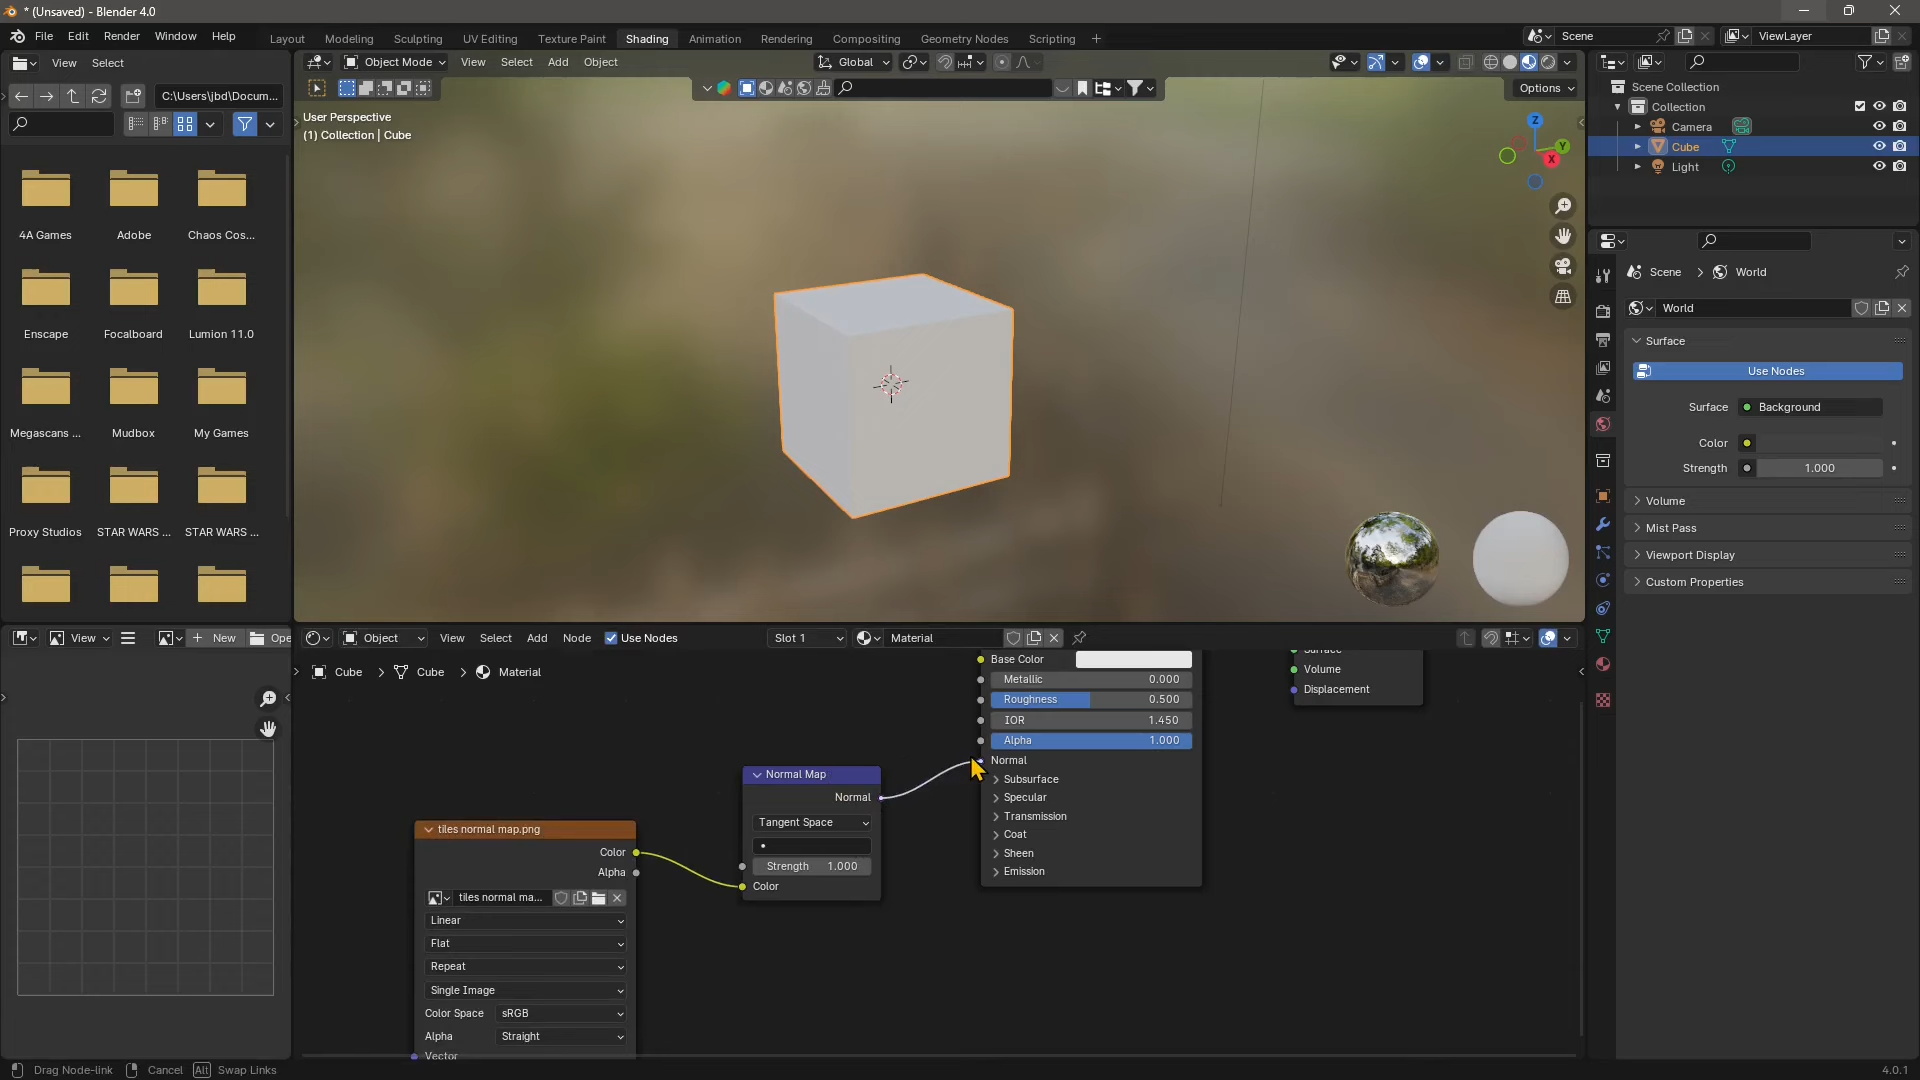 * (Unsaved) - Blender 4.0
File Edit Render Window Help
Layout Modeling Sculpting UV Editing Texture Paint Shading Animation Rendering Compositing Geometry Nodes Scripting +
Scene
ViewLayer
View Select
Object Mode View Select Add Object
Global
C:\Users\jbd\Docum...
Options
User Perspective
(1) Collection | Cube
Z
Y
X
4A Games Adobe Chaos Cos...
Enscape Focalboard Lumion 11.0
Megascans ... Mudbox My Games
Proxy Studios STAR WARS ... STAR WARS ...
Scene Collection
Collection
Camera
Cube
Light
Scene > World
World
Surface
Use Nodes
Surface Background
Color
Strength 1.000
Volume
Mist Pass
Viewport Display
Custom Properties
View New Ope
Object View Select Add Node Use Nodes Slot 1 Material
Cube > Cube > Material
Base Color
Metallic 0.000
Roughness 0.500
IOR 1.450
Alpha 1.000
Normal
Subsurface
Specular
Transmission
Coat
Sheen
Emission
Surface
Volume
Displacement
Normal Map
Normal
Tangent Space
Strength 1.000
Color
tiles normal map.png
Color
Alpha
tiles normal ma...
Linear
Flat
Repeat
Single Image
Color Space sRGB
Alpha Straight
Vector
Drag Node-link Cancel Alt Swap Links
4.0.1